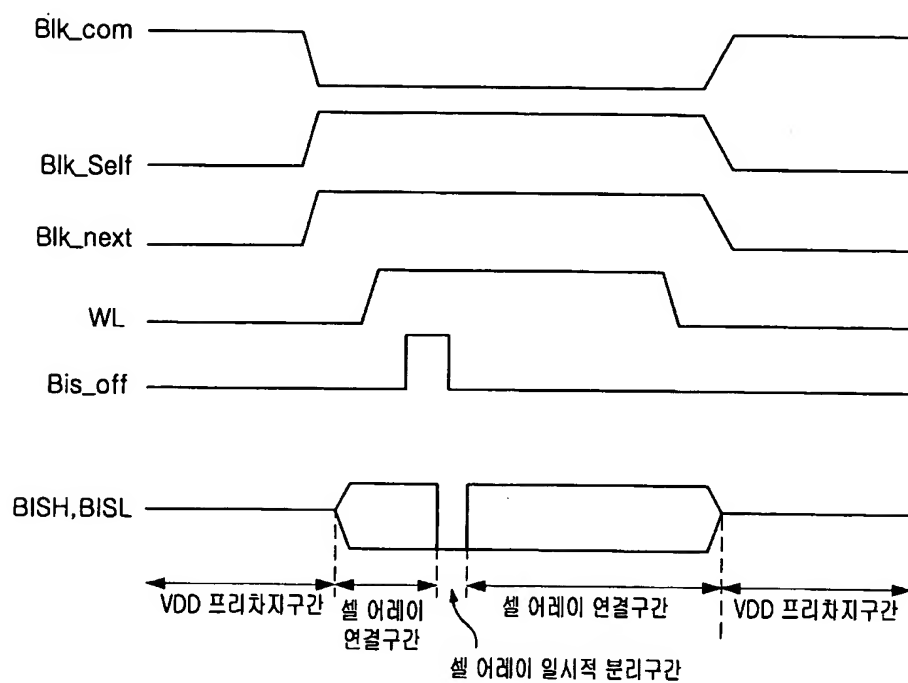 Blk_com
Blk_Self
Blk_next
WL
Bis_off
BISH,BISL
VDD 프리차지구간
셀 어레이
연결구간
셀 어레이 연결구간
VDD 프리차지구간
셀 어레이 일시적 분리구간